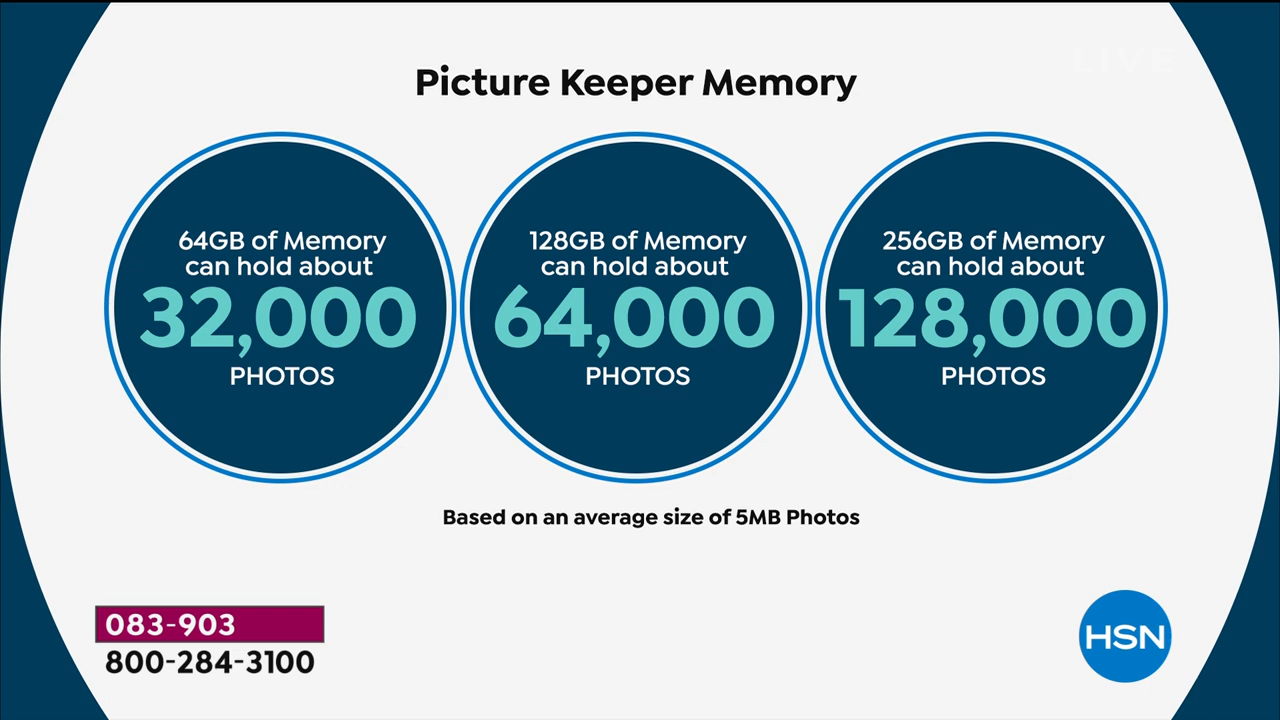 LIVE
Picture Keeper Memory
64GB of Memory
can hold about
32,000
PHOTOS
128GB of Memory
can hold about
64,000
PHOTOS
256GB of Memory
can hold about
128,000
PHOTOS
Based on an average size of 5MB Photos
083-903
800-284-3100
HSN